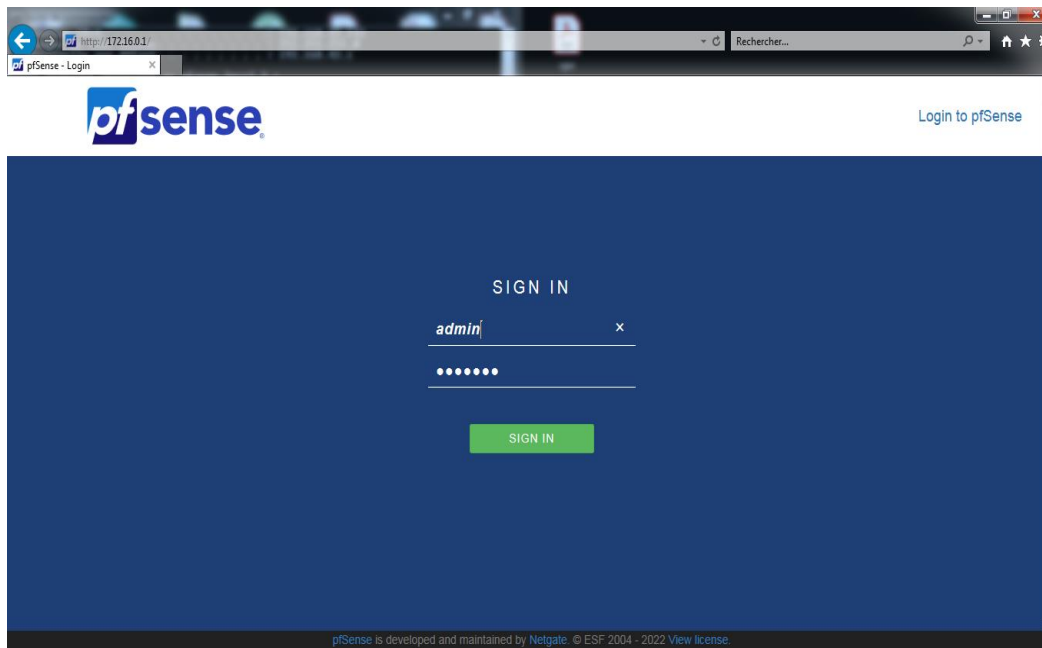 http://172.16.0.1/
Rechercher...
pfSense - Login
pfsense
Login to pfSense
SIGN IN
admin
•••••••
SIGN IN
pfSense is developed and maintained by Netgate. © ESF 2004 - 2022 View license.